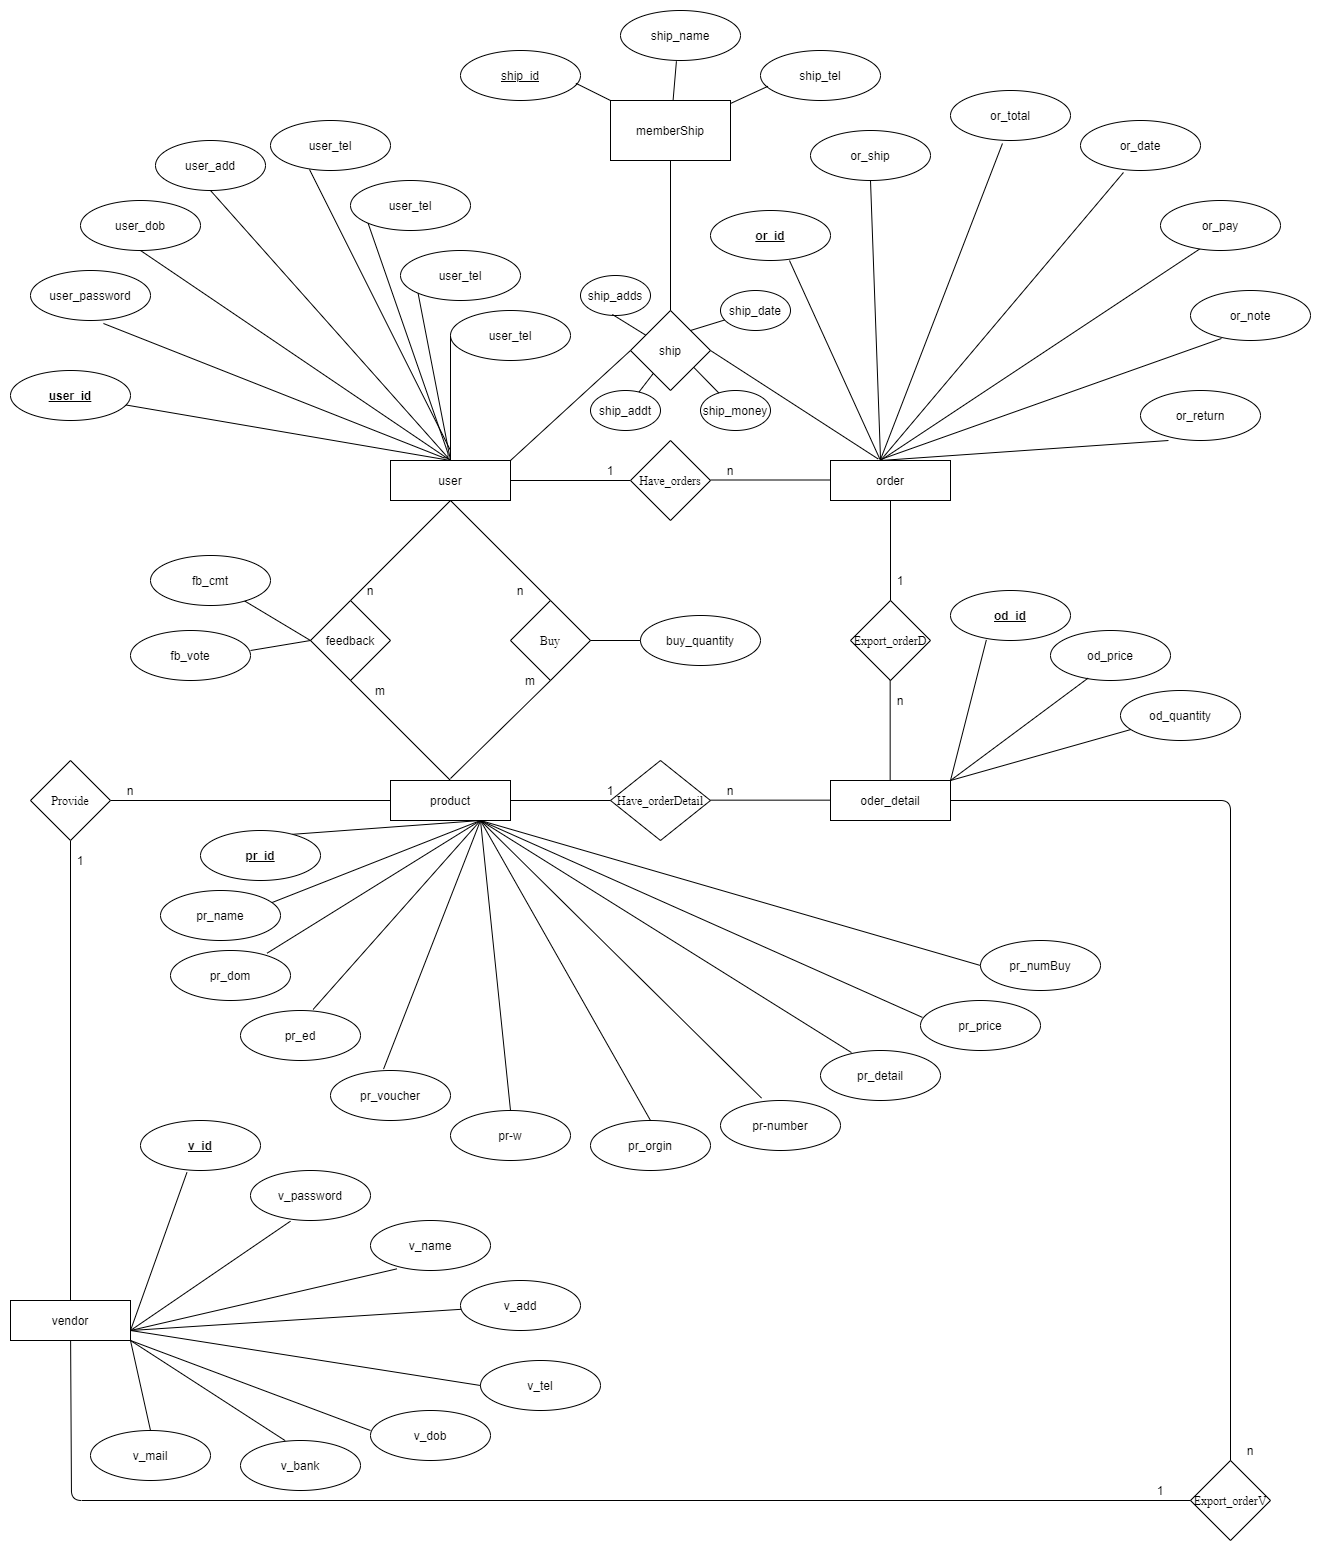 ship_name
ship_id
ship_tel
memberShip
or_total
user_tel
or_date
user_add
or_ship
user_tel
user_dob
or_id
or_pay
user_tel
user_password
ship_adds
ship_date
or_note
user_tel
ship
user_id
ship_addt
ship_money
or_return
user
1
Have_orders
n
order
fb_cmt
n
n
1
od_id
fb_vote
feedback
Buy
buy_quantity
Export_orderD
od_price
m
m
n
od_quantity
Provide
n
product
1
Have_orderDetail
n
oder_detail
1
pr_id
pr_name
pr_dom
pr_numBuy
pr_ed
pr_price
pr_voucher
pr_detail
pr-w
pr_orgin
pr-number
v_id
v_password
v_name
v_add
vendor
v_tel
v_dob
v_mail
v_bank
n
1
Export_orderV